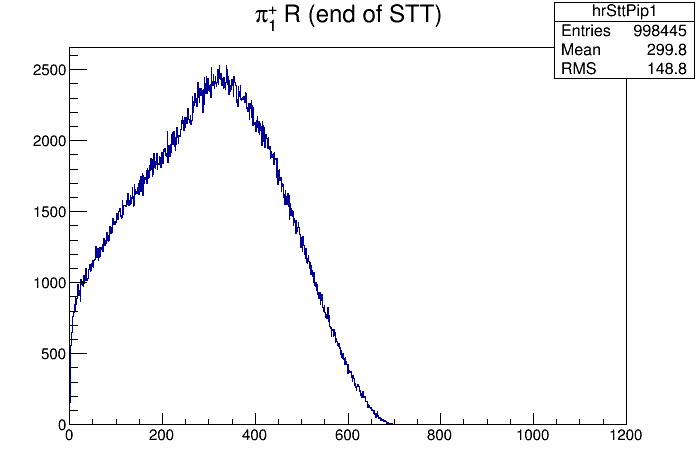 π₁⁺ R (end of STT)
hrSttPip1
Entries 998445
Mean 299.8
RMS 148.8
2500
2000
1500
1000
500
0
0 200 400 600 800 1000 1200